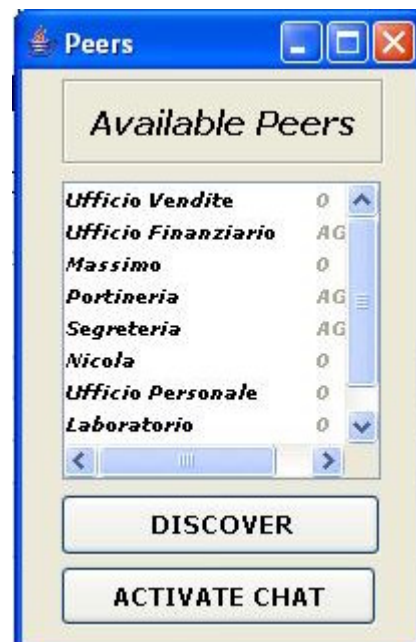 Peers
Available Peers
Ufficio Vendite O
Ufficio Finanziario AG
Massimo O
Portineria AG
Segreteria AG
Nicola O
Ufficio Personale O
Laboratorio O
DISCOVER
ACTIVATE CHAT